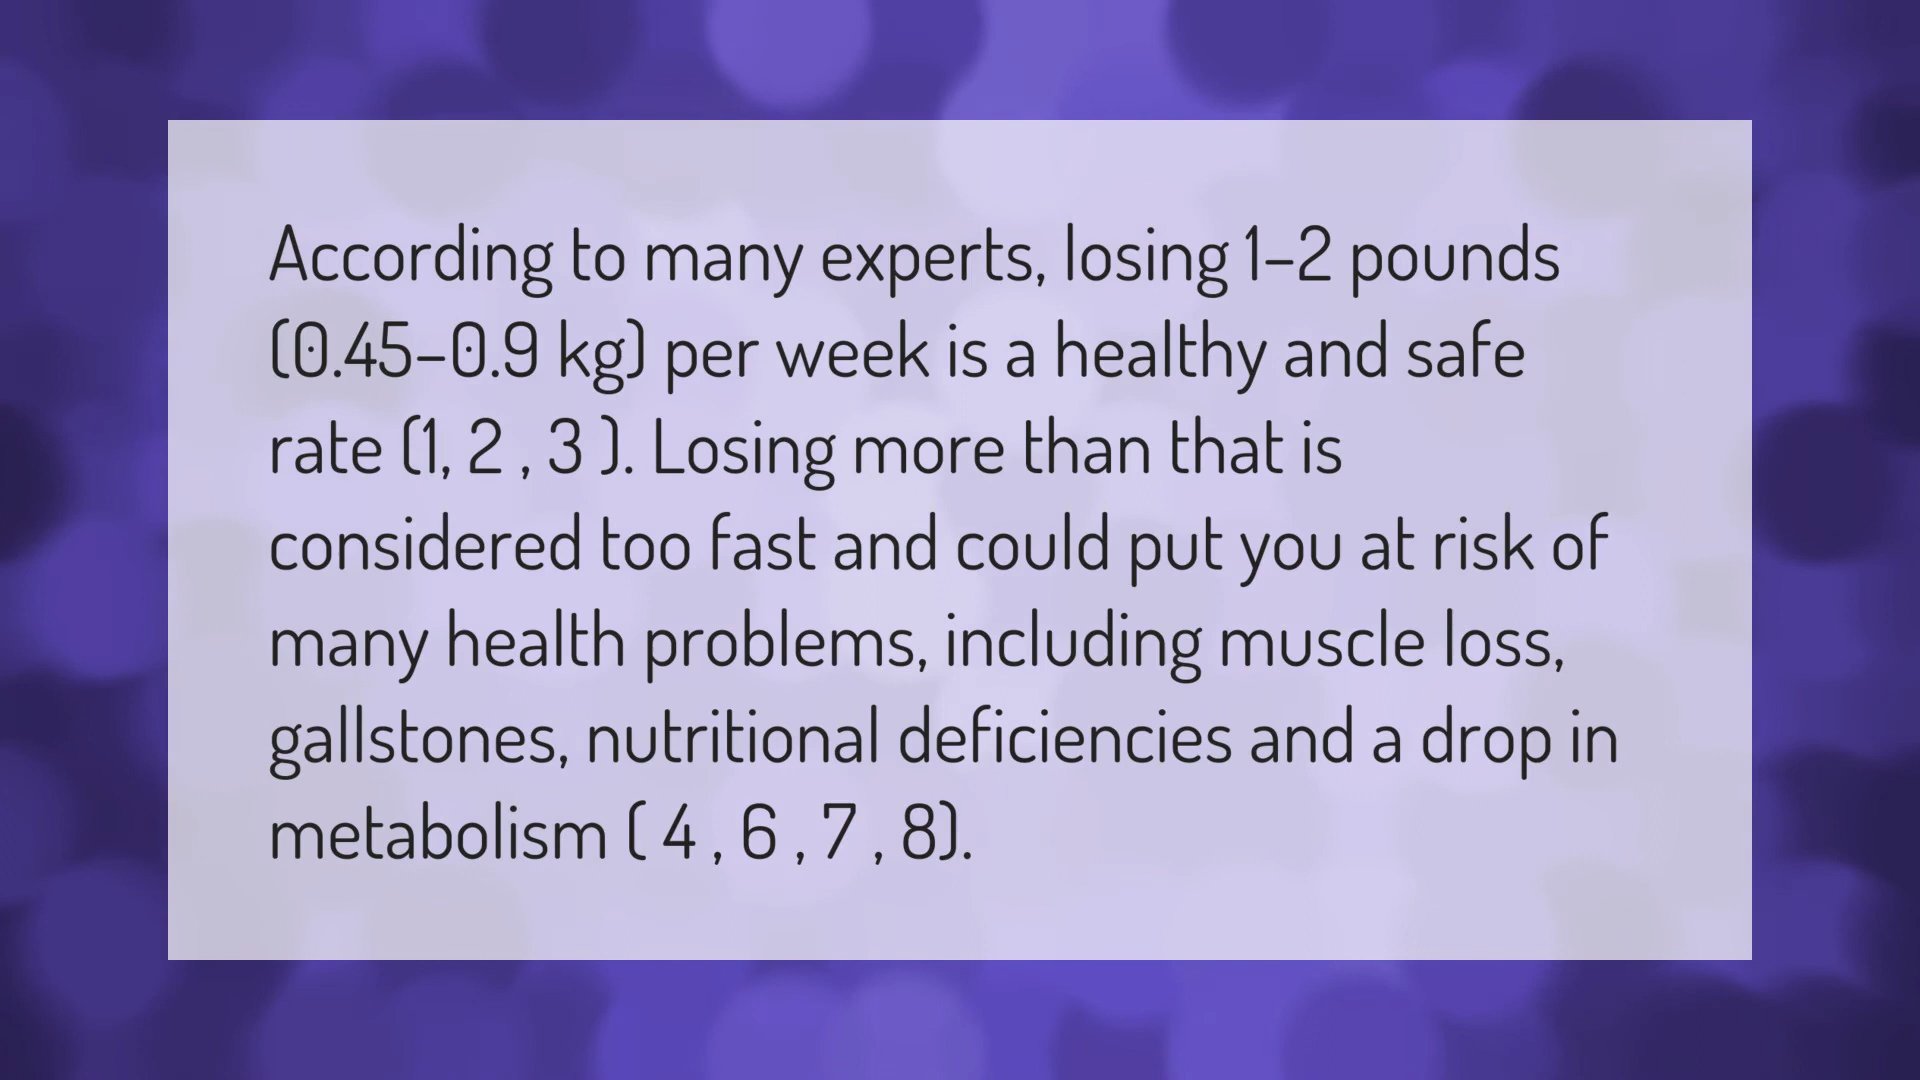 According to many experts, losing 1–2 pounds
(0.45–0.9 kg) per week is a healthy and safe
rate (1, 2 , 3 ). Losing more than that is
considered too fast and could put you at risk of
many health problems, including muscle loss,
gallstones, nutritional deficiencies and a drop in
metabolism ( 4 , 6 , 7 , 8).